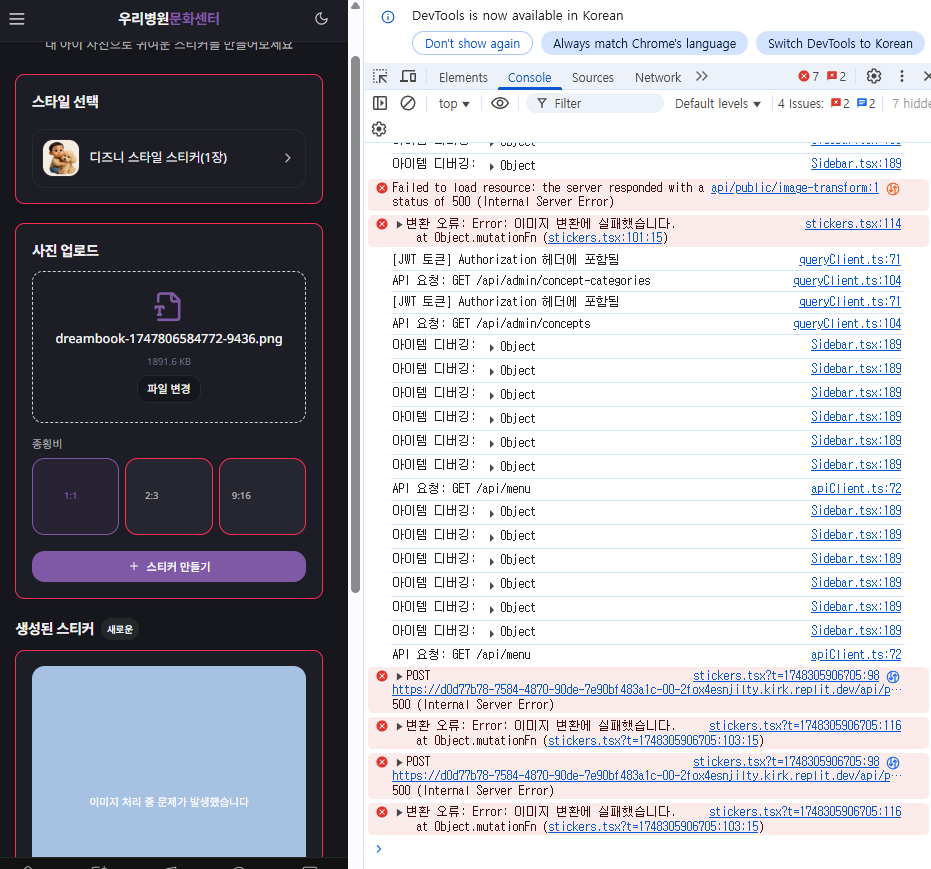 우리병원문화센터
내 아이 사진으로 귀여운 스티커를 만들어보세요
스타일 선택
디즈니 스타일 스티커(1장)
사진 업로드
dreambook-1747806584772-9436.png
1891.6 KB
파일 변경
종횡비
1:1
2:3
9:16
+ 스티커 만들기
생성된 스티커 새로운
이미지 처리 중 문제가 발생했습니다
DevTools is now available in Korean
Don't show again
Always match Chrome's language
Switch DevTools to Korean
Elements
Console
Sources
Network
7
2
top
Filter
Default levels
4 Issues: 2 2
7 hidde
아이템 디버깅: Object Sidebar.tsx:189
아이템 디버깅: Object Sidebar.tsx:189
Failed to load resource: the server responded with a api/public/image-transform:1
status of 500 (Internal Server Error)
변환 오류: Error: 이미지 변환에 실패했습니다. stickers.tsx:114
at Object.mutationFn (stickers.tsx:101:15)
[JWT 토큰] Authorization 헤더에 포함됨 queryClient.ts:71
API 요청: GET /api/admin/concept-categories queryClient.ts:104
[JWT 토큰] Authorization 헤더에 포함됨 queryClient.ts:71
API 요청: GET /api/admin/concepts queryClient.ts:104
아이템 디버깅: Object Sidebar.tsx:189
아이템 디버깅: Object Sidebar.tsx:189
아이템 디버깅: Object Sidebar.tsx:189
아이템 디버깅: Object Sidebar.tsx:189
아이템 디버깅: Object Sidebar.tsx:189
아이템 디버깅: Object Sidebar.tsx:189
API 요청: GET /api/menu apiClient.ts:72
아이템 디버깅: Object Sidebar.tsx:189
아이템 디버깅: Object Sidebar.tsx:189
아이템 디버깅: Object Sidebar.tsx:189
아이템 디버깅: Object Sidebar.tsx:189
아이템 디버깅: Object Sidebar.tsx:189
아이템 디버깅: Object Sidebar.tsx:189
API 요청: GET /api/menu apiClient.ts:72
POST stickers.tsx?t=1748305906705:98
https://d0d77b78-7584-4870-90de-7e90bf483a1c-00-2fox4esnjilty.kirk.replit.dev/api/p…
500 (Internal Server Error)
변환 오류: Error: 이미지 변환에 실패했습니다. stickers.tsx?t=1748305906705:116
at Object.mutationFn (stickers.tsx?t=1748305906705:103:15)
POST stickers.tsx?t=1748305906705:98
https://d0d77b78-7584-4870-90de-7e90bf483a1c-00-2fox4esnjilty.kirk.replit.dev/api/p…
500 (Internal Server Error)
변환 오류: Error: 이미지 변환에 실패했습니다. stickers.tsx?t=1748305906705:116
at Object.mutationFn (stickers.tsx?t=1748305906705:103:15)